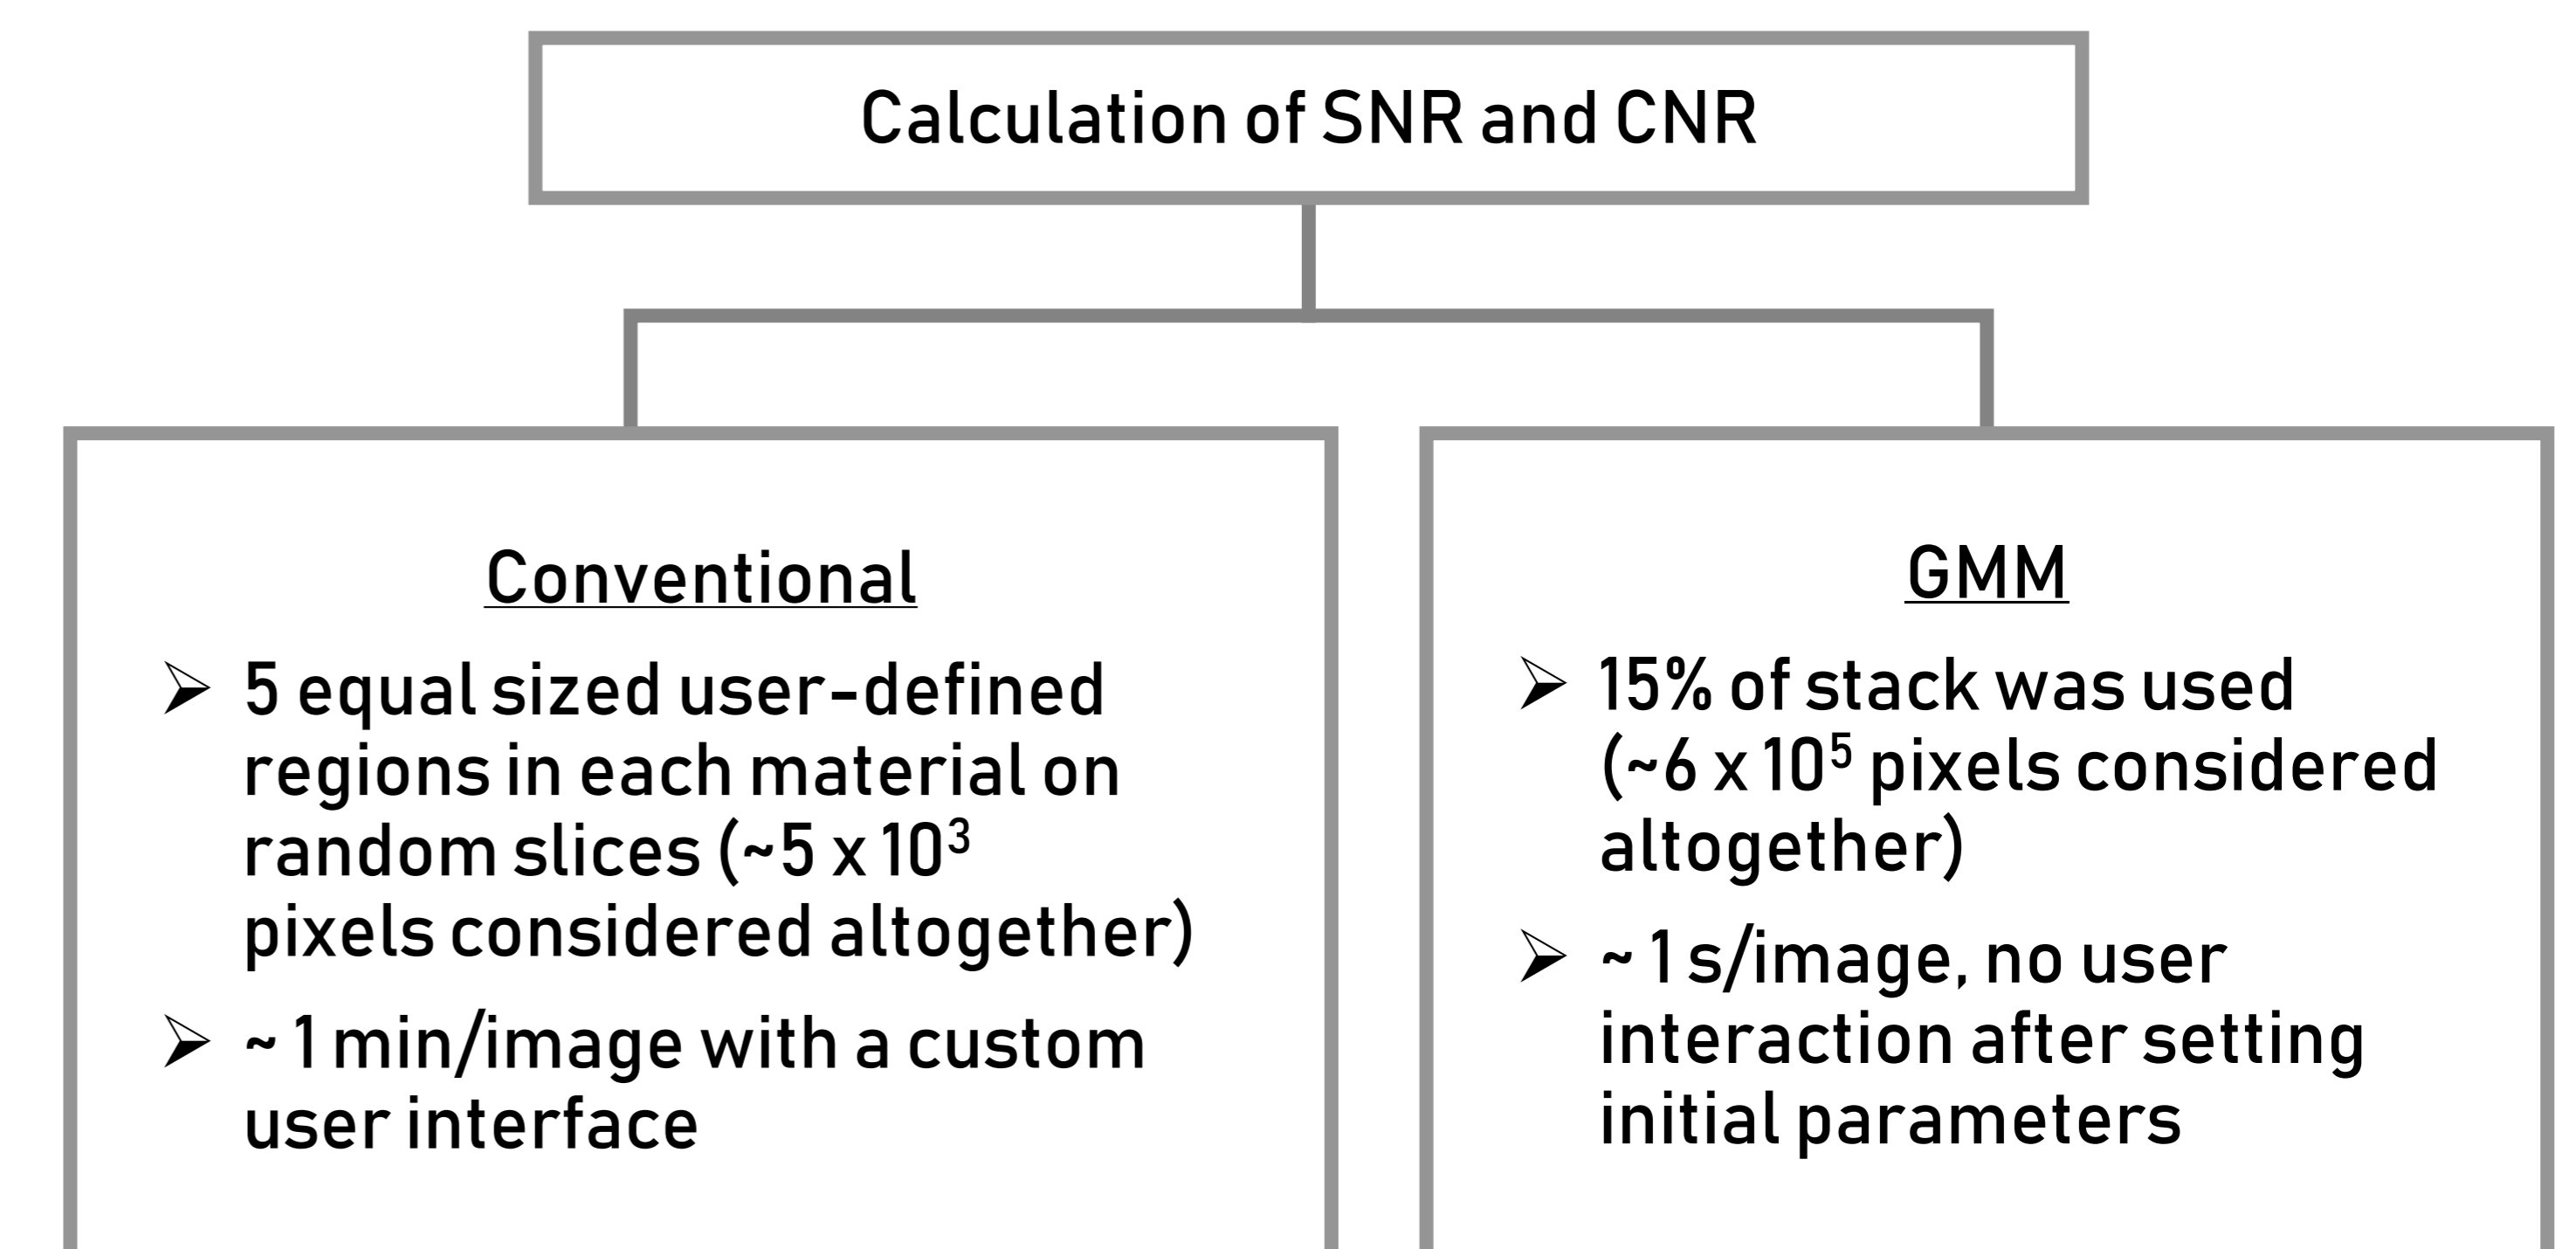 Calculation of SNR and CNR
Conventional
➢ 5 equal sized user-defined
regions in each material on
random slices (~5 x 10³
pixels considered altogether)
➢ ~ 1 min/image with a custom
user interface
GMM
➢ 15% of stack was used
(~6 x 10⁵ pixels considered
altogether)
➢ ~ 1 s/image, no user
interaction after setting
initial parameters